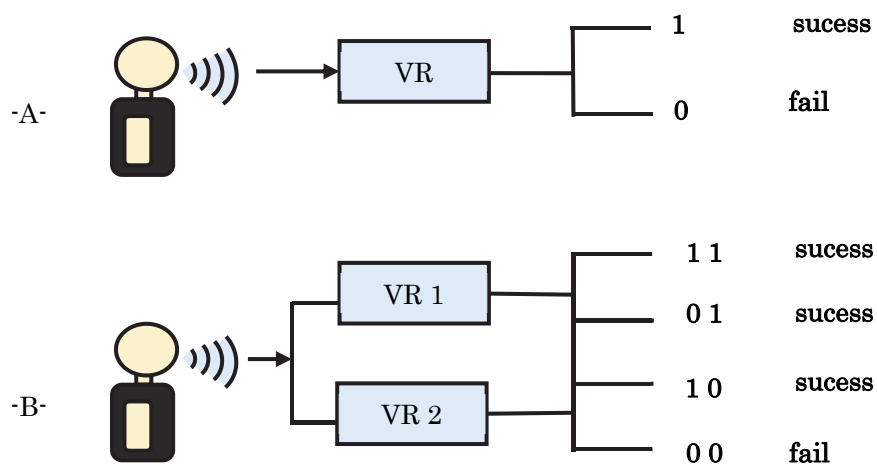 VR 1 sucess
-A- 0 fail
VR 1 1 1 sucess
0 1 sucess
-B- VR 2 1 0 sucess
0 0 fail